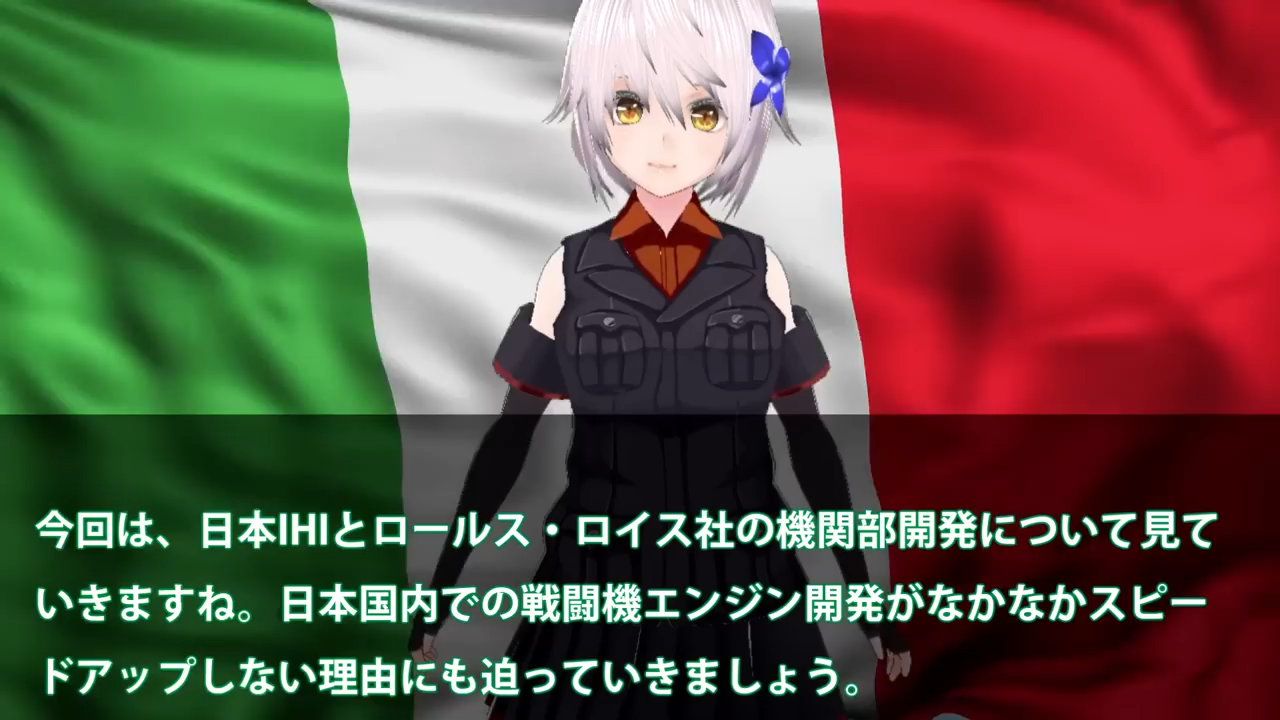 今回は、日本IHIとロールス・ロイス社の機関部開発について見て
いきますね。日本国内での戦闘機エンジン開発がなかなかスピー
ドアップしない理由にも迫っていきましょう。